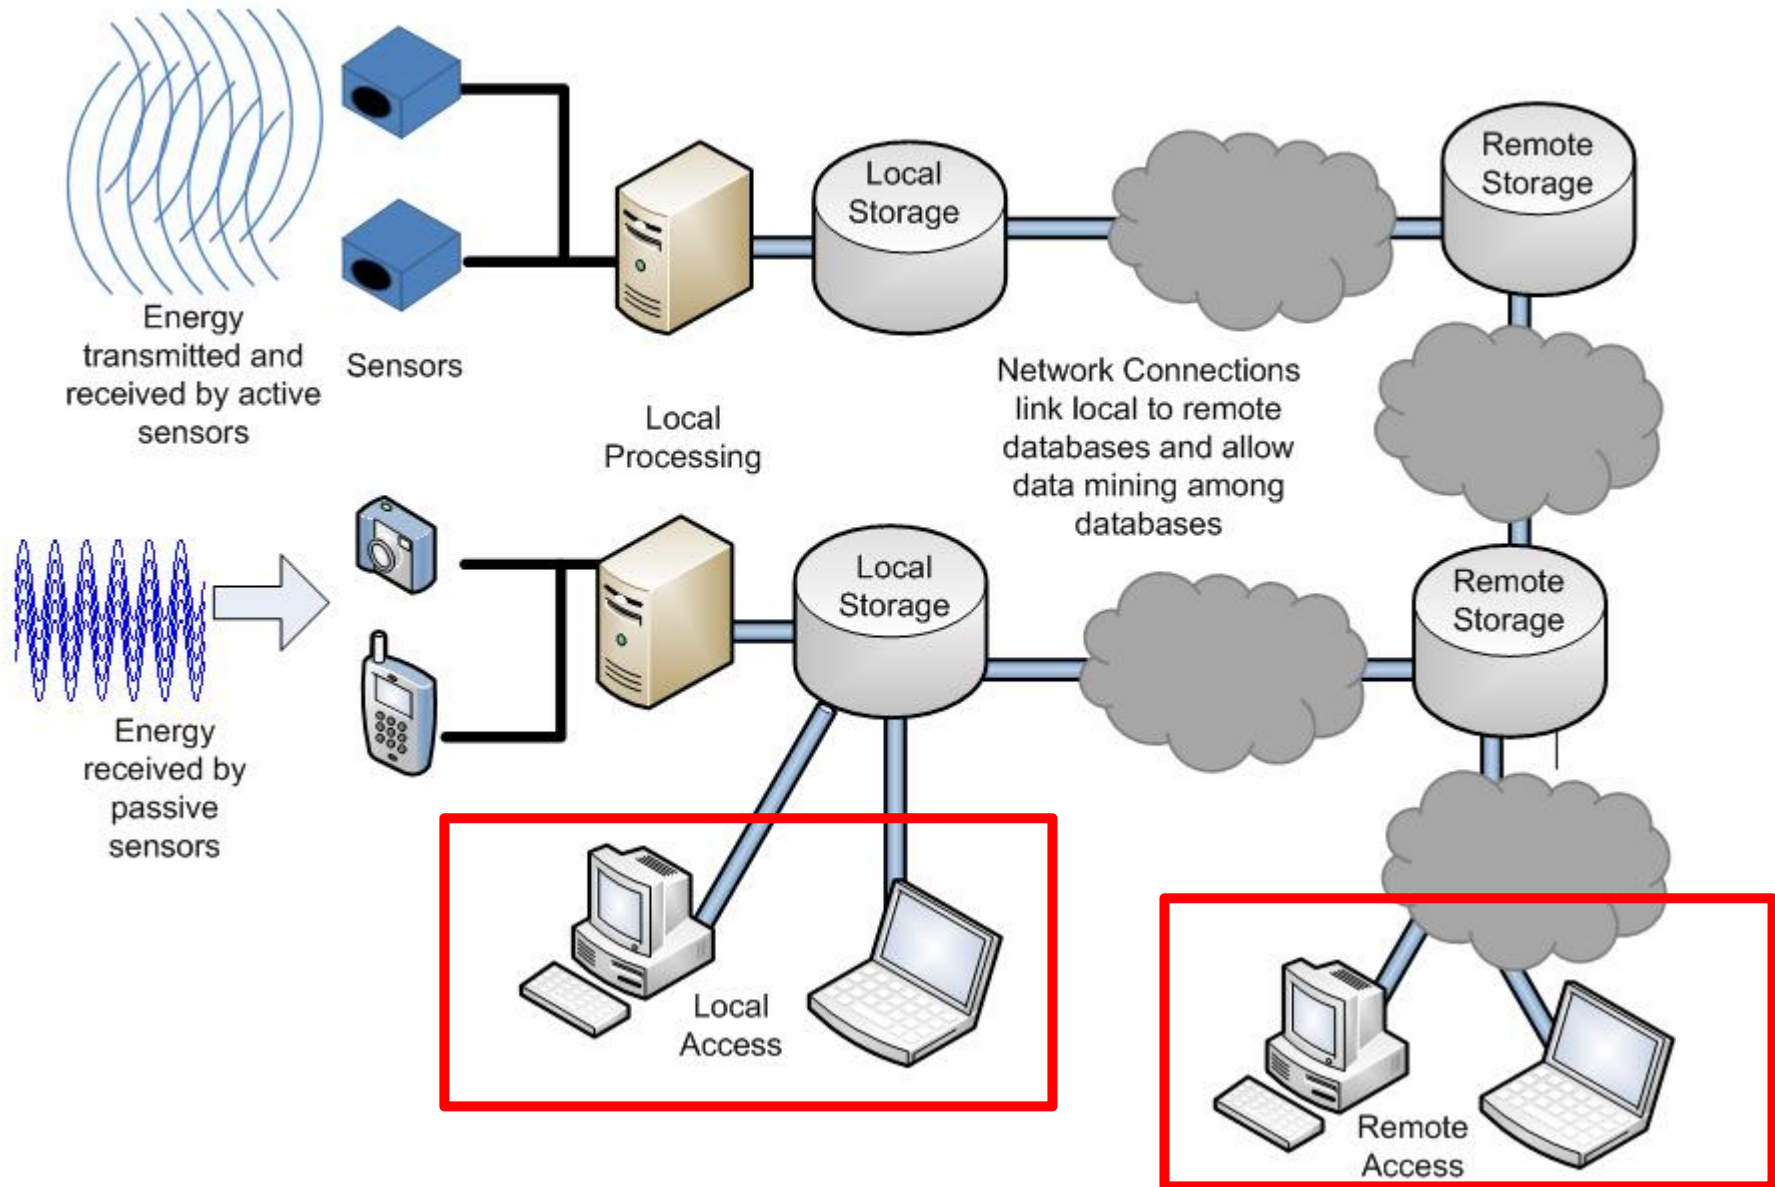 Energy
transmitted and
received by active
sensors
Sensors
Local
Processing
Local
Storage
Remote
Storage
Network Connections
link local to remote
databases and allow
data mining among
databases
Energy
received by
passive
sensors
Local
Storage
Remote
Storage
Local
Access
Remote
Access